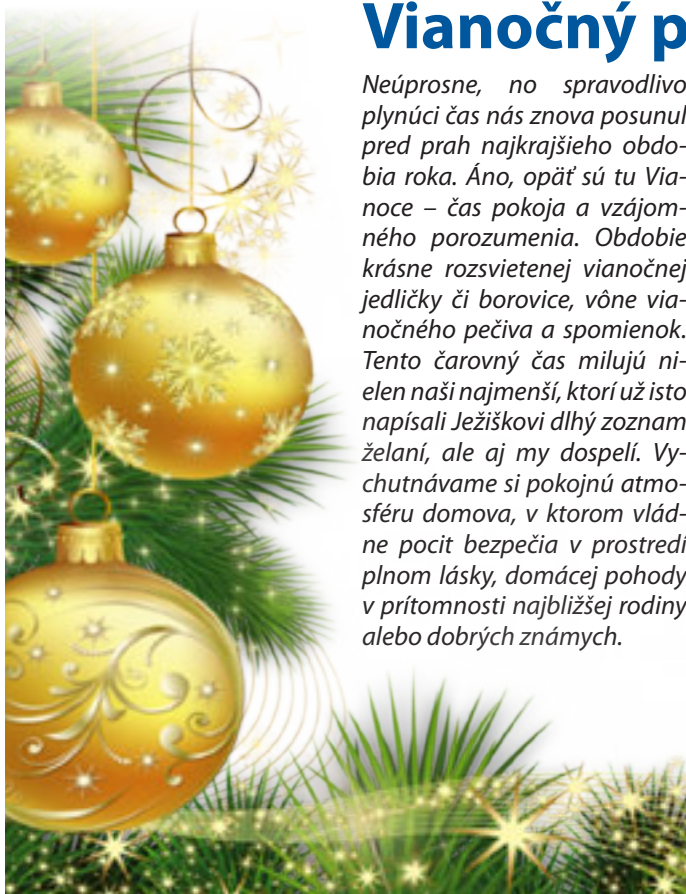 Vianočný p
Neúprosne, no spravodlivo
plynúci čas nás znova posunul
pred prah najkrajšieho obdo-
bia roka. Áno, opäť sú tu Via-
noce – čas pokoja a vzájom-
ného porozumenia. Obdobie
krásne rozsvietenej vianočnej
jedličky či borovice, vône via-
nočného pečiva a spomienok.
Tento čarovný čas milujú ni-
elen naši najmenší, ktorí už isto
napísali Ježiškovi dlhý zoznam
želaní, ale aj my dospelí. Vy-
chutnávame si pokojnú atmo-
sféru domova, v ktorom vlád-
ne pocit bezpečia v prostredí
plnom lásky, domácej pohody
v prítomnosti najbližšej rodiny
alebo dobrých známych.